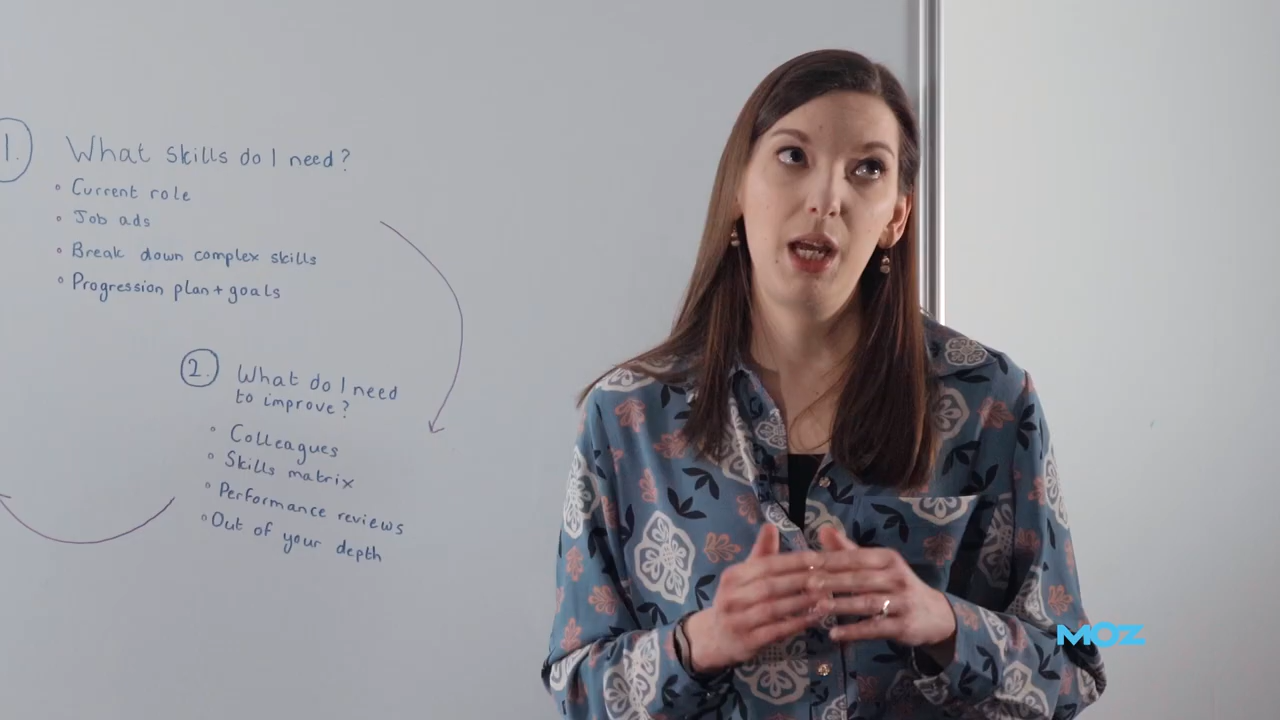 1. What skills do I need?
• Current role
• Job ads
• Break down complex skills
• Progression plan + goals
2. What do I need
to improve?
• Colleagues
• Skills matrix
• Performance reviews
• Out of your depth
MOZ